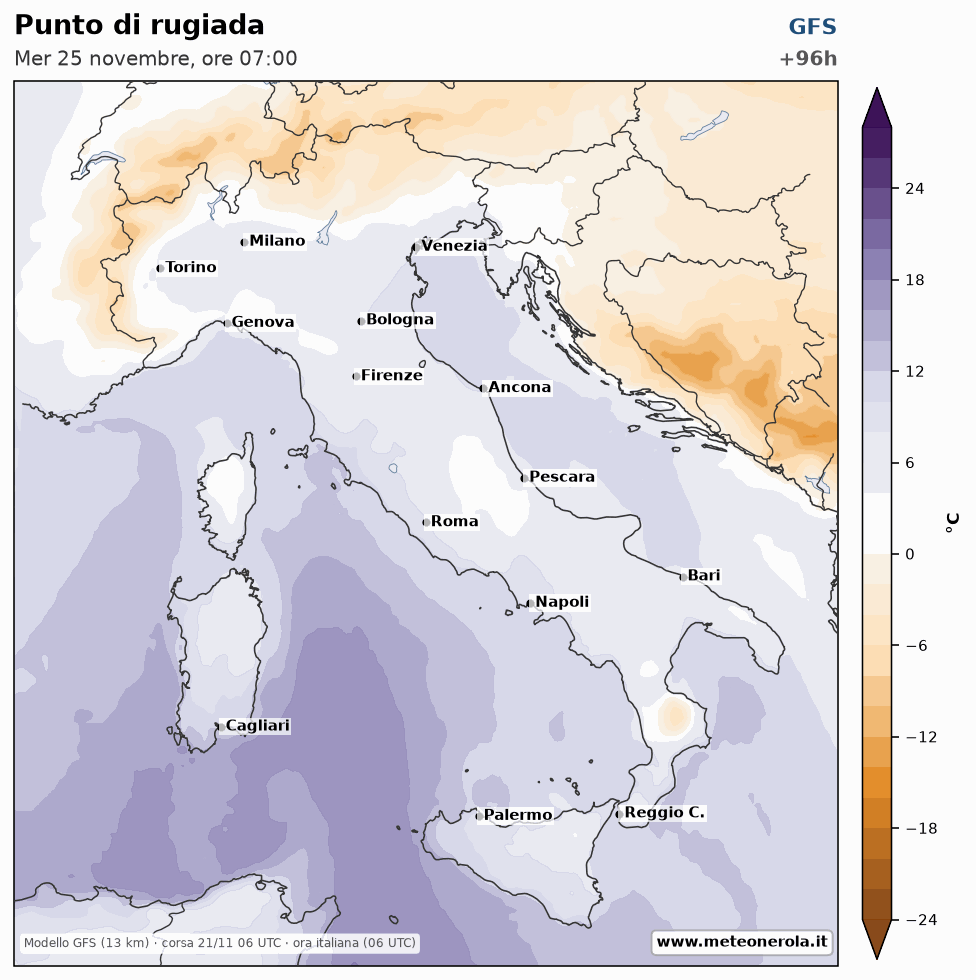 Punto di rugiada
GFS
Mer 25 novembre, ore 07:00
+96h
Milano
Venezia
Torino
Genova
Bologna
Firenze
Ancona
Pescara
Roma
Bari
Napoli
Cagliari
Palermo
Reggio C.
24
18
12
6
0
−6
−12
−18
−24
°C
Modello GFS (13 km) · corsa 21/11 06 UTC · ora italiana (06 UTC)
www.meteonerola.it